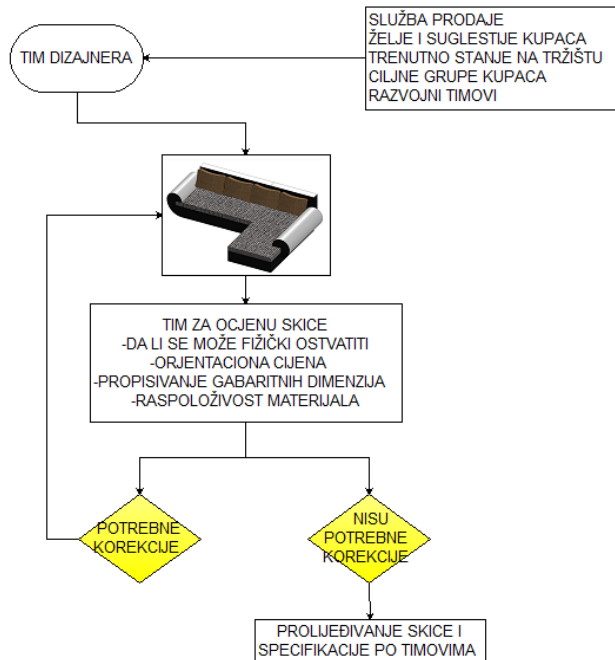 TIM DIZAJNERA
SLUŽBA PRODAJE
ŽELJE I SUGLESTIJE KUPACA
TRENUTNO STANJE NA TRŽIŠTU
CILJNE GRUPE KUPACA
RAZVOJNI TIMOVI
TIM ZA OCJENU SKICE
-DA LI SE MOŽE FIŽIČKI OSTVATITI
-ORJENTACIONA CIJENA
-PROPISIVANJE GABARITNIH DIMENZIJA
-RASPOLOŽIVOST MATERIJALA
POTREBNE
KOREKCIJE
NISU
POTREBNE
KOREKCIJE
PROLIJEĐIVANJE SKICE I
SPECIFIKACIJE PO TIMOVIMA